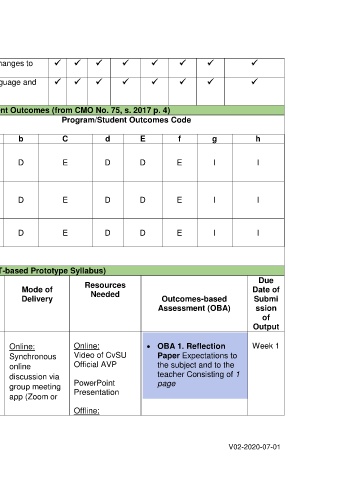 hanges to ✓ ✓ ✓ ✓ ✓ ✓ ✓ ✓
guage and ✓ ✓ ✓ ✓ ✓ ✓ ✓ ✓
nt Outcomes (from CMO No. 75, s. 2017 p. 4)
Program/Student Outcomes Code
b C d E f g h
D E D D E I I
D E D D E I I
D E D D E I I
T-based Prototype Syllabus)
Mode of
Delivery
Resources
Needed
Outcomes-based
Assessment (OBA)
Due
Date of
Submi
ssion
of
Output
Online:
Synchronous
online
discussion via
group meeting
app (Zoom or
Online:
Video of CvSU
Official AVP
PowerPoint
Presentation
Offline:
• OBA 1. Reflection
Paper Expectations to
the subject and to the
teacher Consisting of 1
page
Week 1
V02-2020-07-01